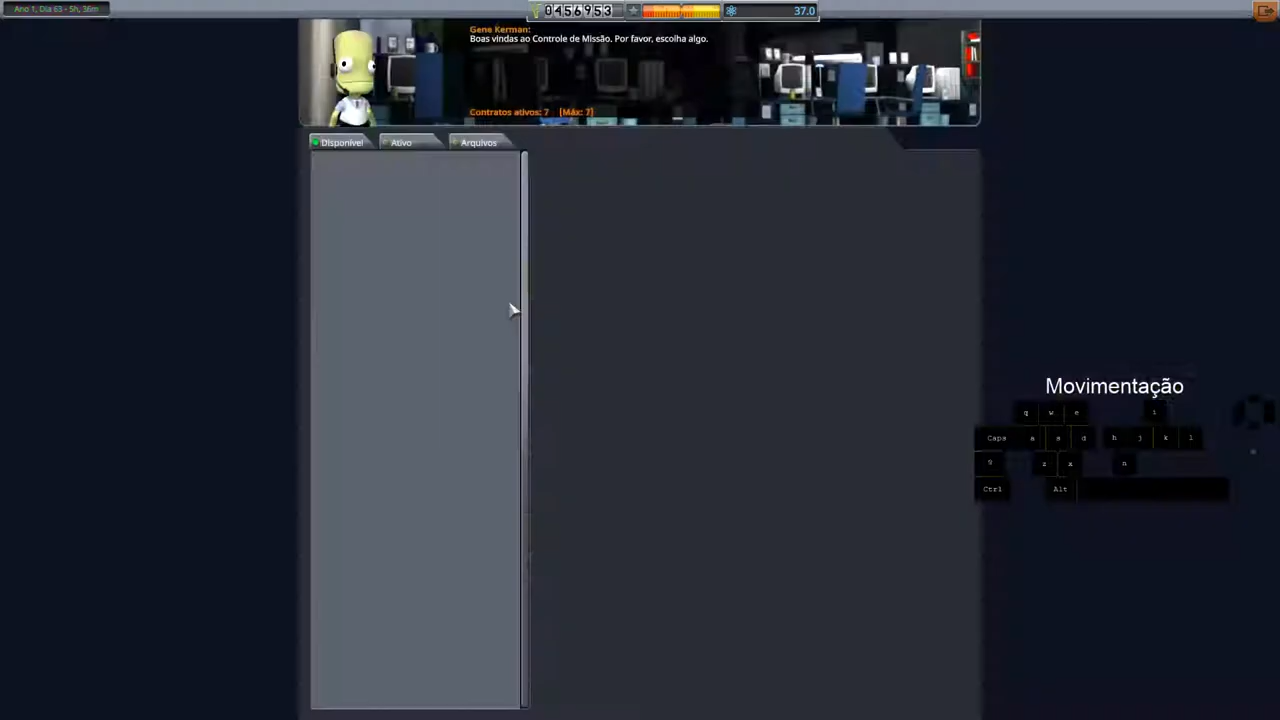 Ano 1, Dia 63 - 5h, 36m
0456953
37.0
Gene Kerman:
Boas vindas ao Controle de Missão. Por favor, escolha algo.
Contratos ativos: 7 [Máx: 7]
Disponível
Ativo
Arquivos
Movimentação
q w e i
Caps a s d h j k l
z x n
Ctrl Alt